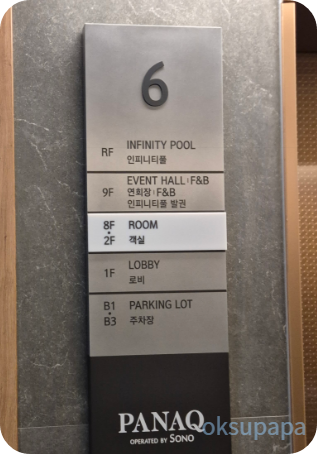 6
RF INFINITY POOL
인피니티풀
9F EVENT HALL F&B
연회장 F&B
인피니티풀 발권
8F ROOM
2F 객실
1F LOBBY
로비
B1 PARKING LOT
B3 주차장
PANAQ
OPERATED BY SONO
oksupapa